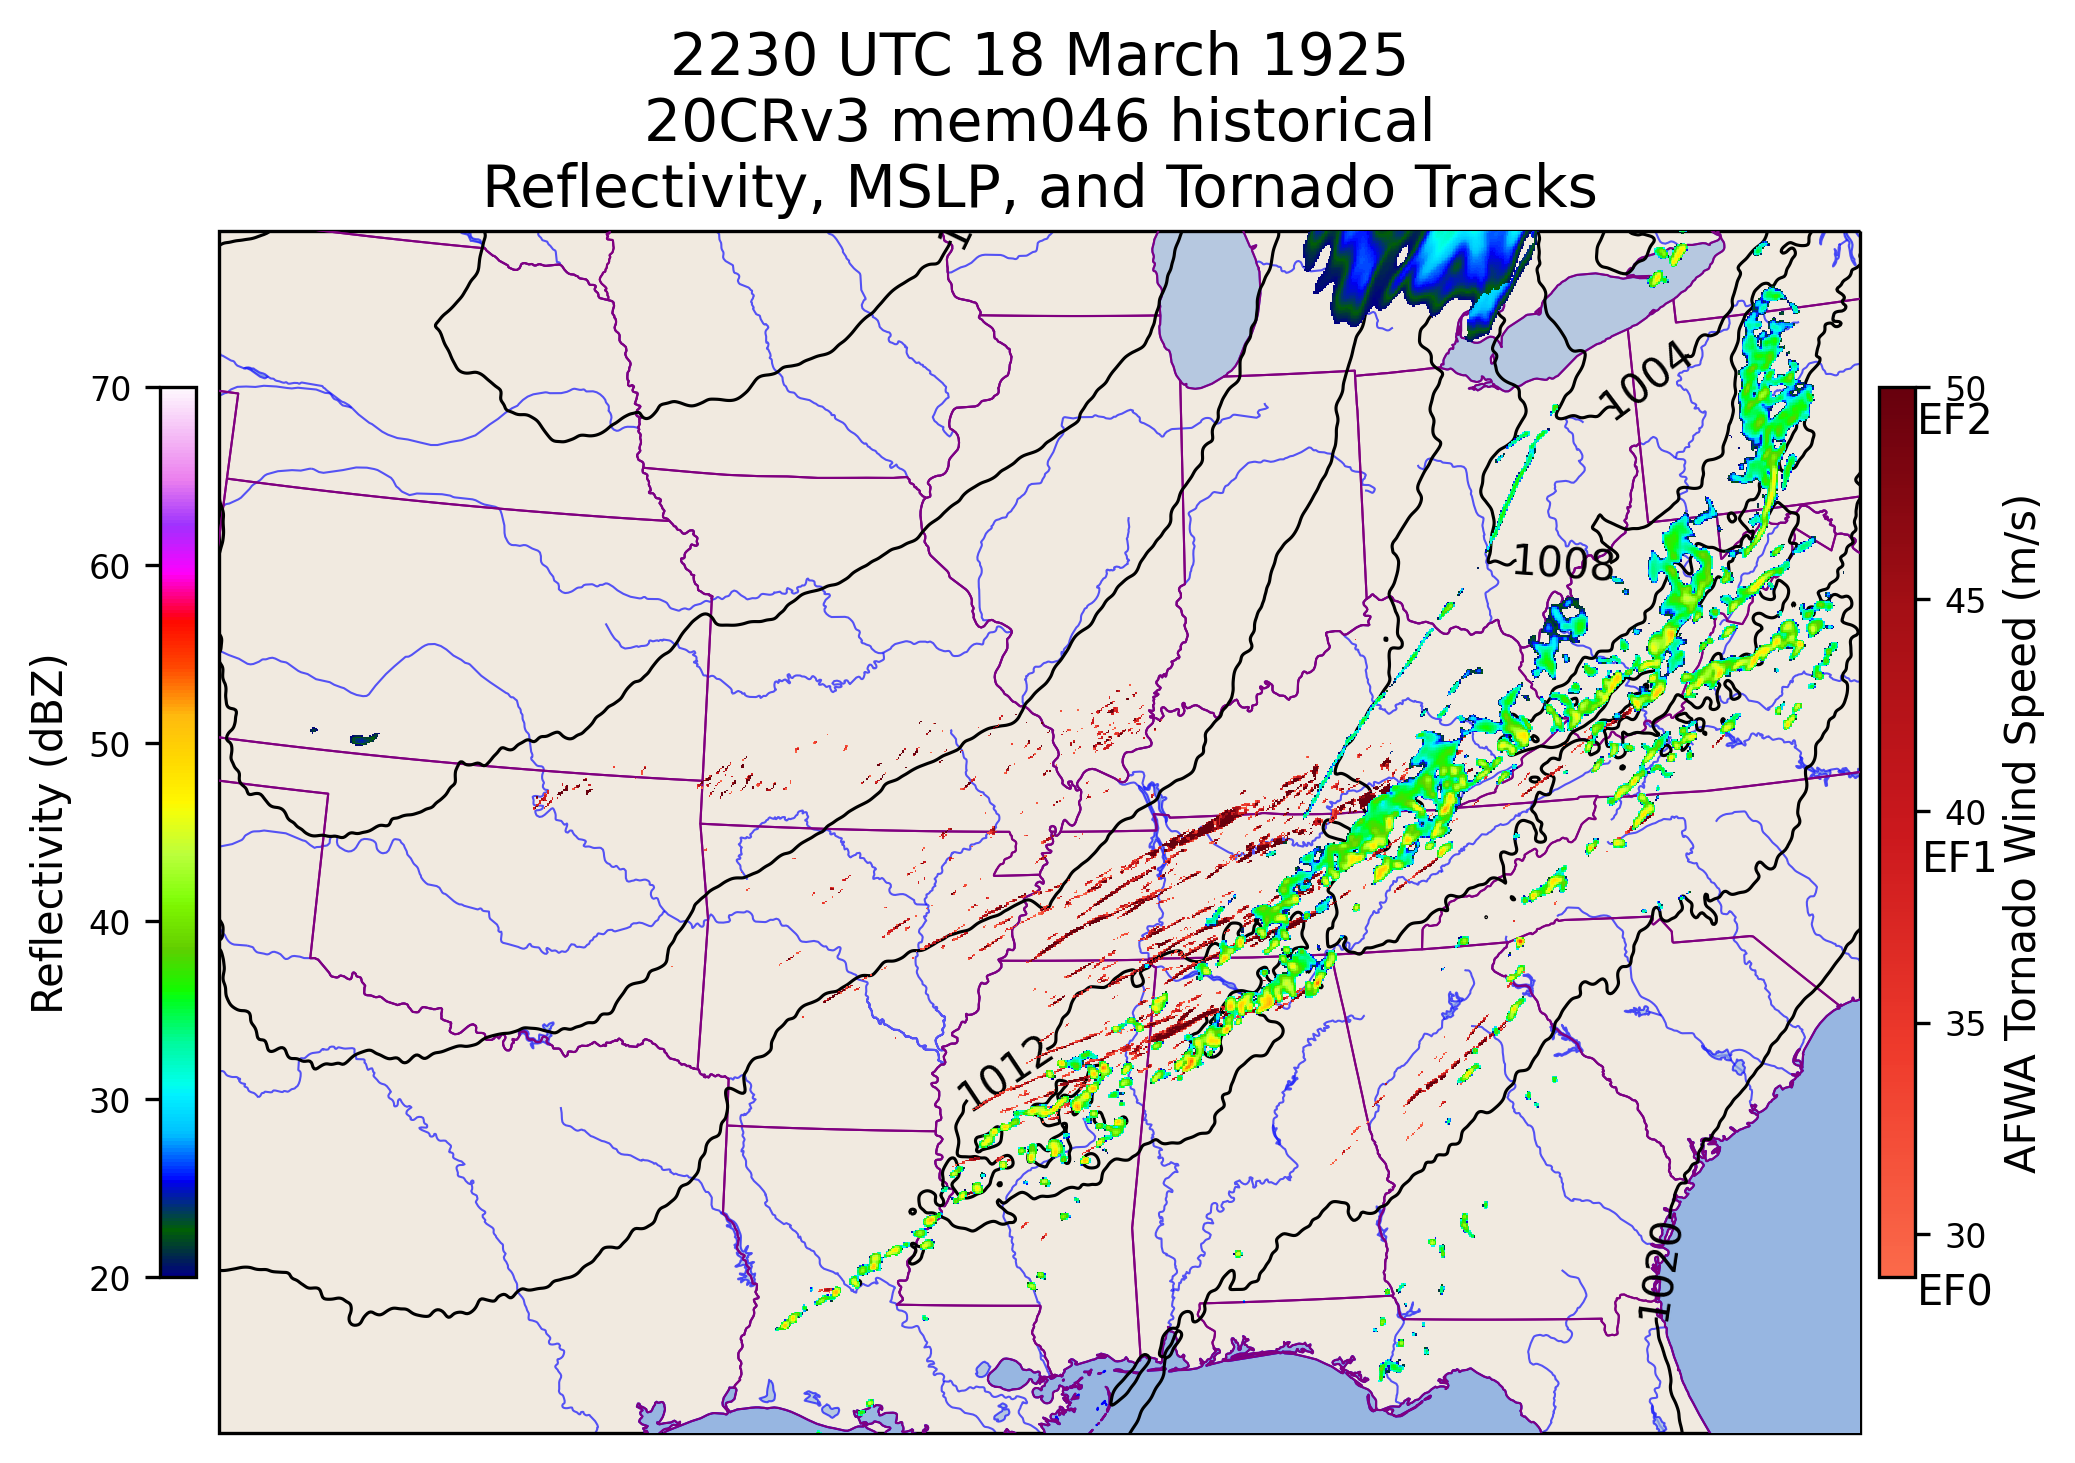 2230 UTC 18 March 1925
20CRv3 mem046 historical
Reflectivity, MSLP, and Tornado Tracks
70
60
50
40
30
20
Reflectivity (dBZ)
1004
1008
1012
1020
50
EF2
45
40
EF1
35
30
EF0
AFWA Tornado Wind Speed (m/s)